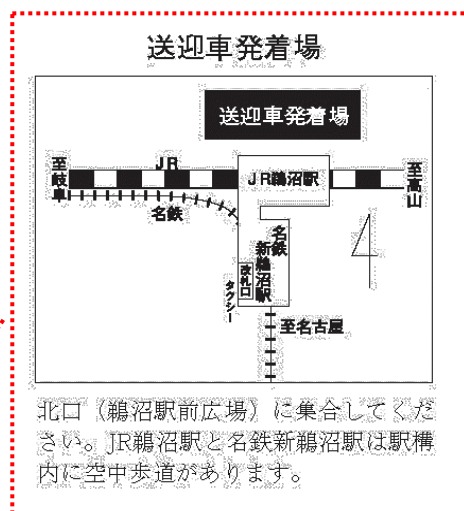 送迎車発着場
送迎車発着場
至岐阜
JR
JR鵜沼駅
至高山
名鉄
名鉄
新鵜沼駅
改札口
タクシー
至名古屋
北口（鵜沼駅前広場）に集合してくだ
さい。JR鵜沼駅と名鉄新鵜沼駅は駅構
内に空中歩道があります。